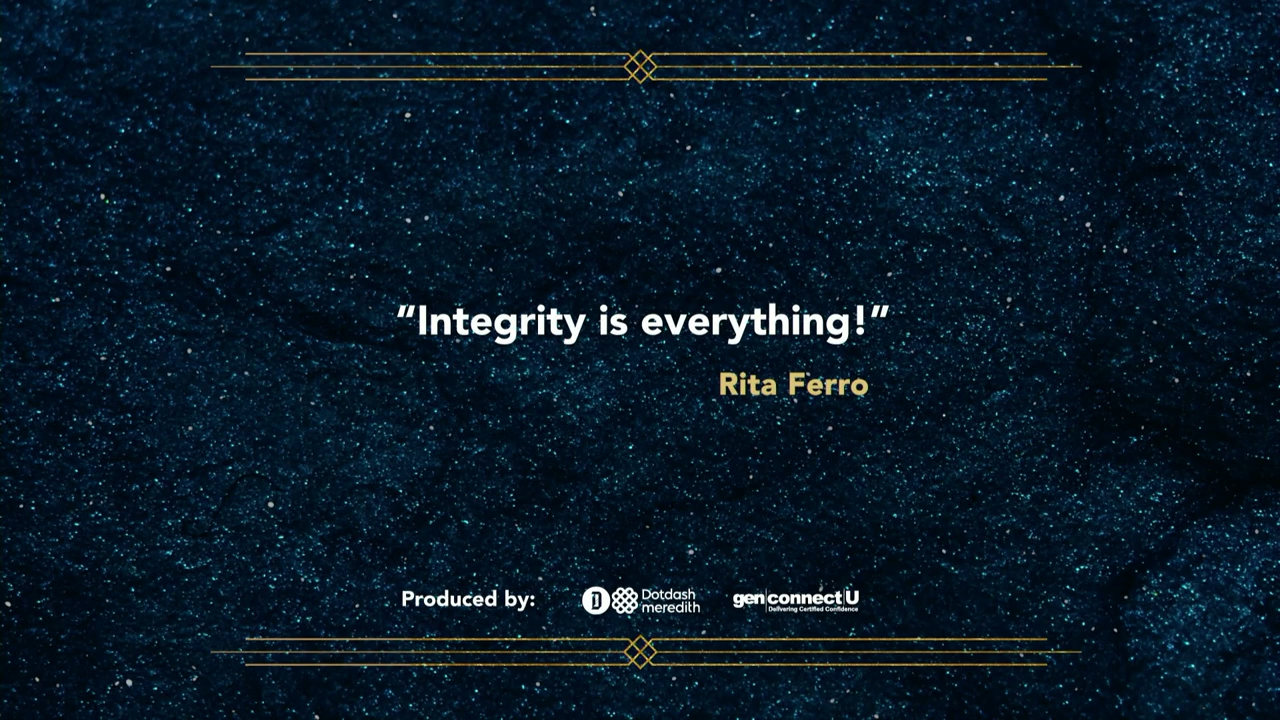 “Integrity is everything!”
Rita Ferro
Produced by:
Dotdash
meredith
gen connect U
Delivering Certified Confidence